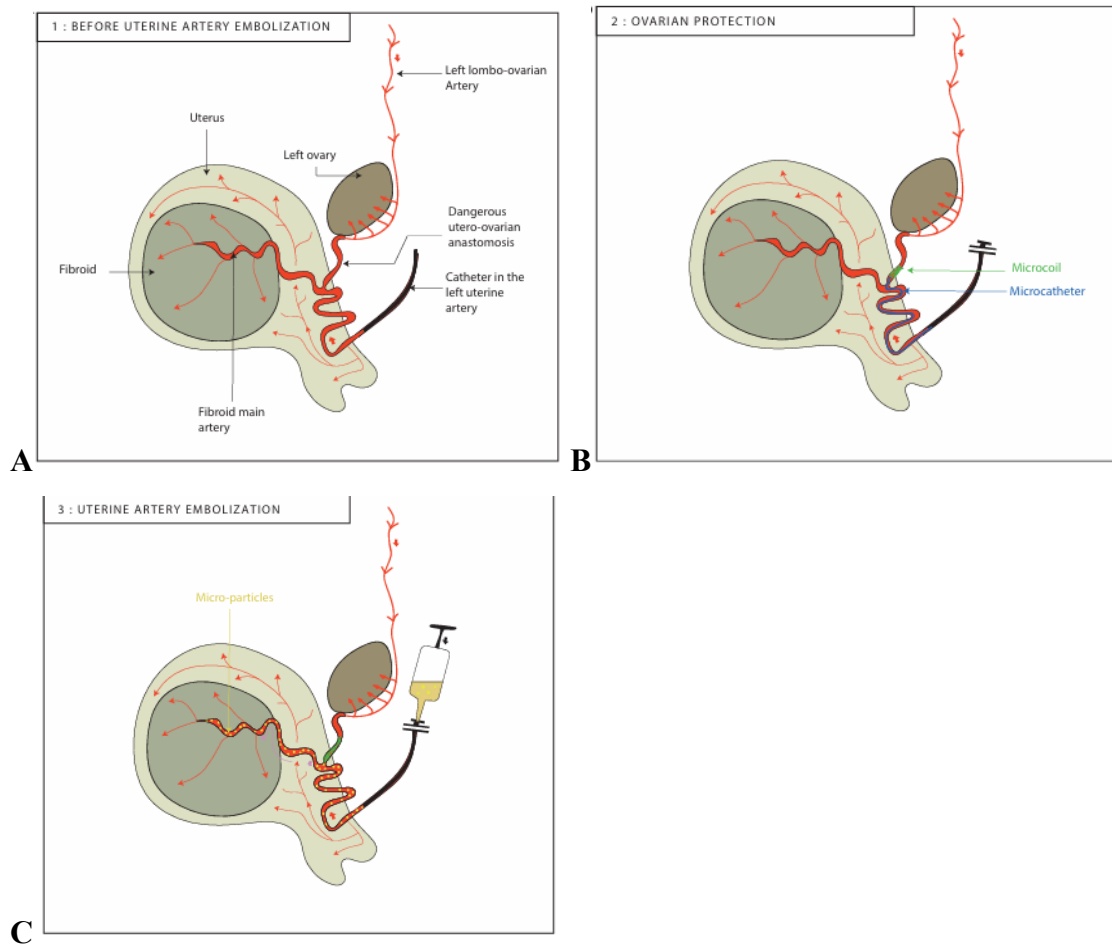 1 : BEFORE UTERINE ARTERY EMBOLIZATION
Left lombo-ovarian
Artery
Uterus
Left ovary
Dangerous
utero-ovarian
anastomosis
Fibroid
Catheter in the
left uterine
artery
Fibroid main
artery
A
2 : OVARIAN PROTECTION
Microcoil
Microcatheter
B
3 : UTERINE ARTERY EMBOLIZATION
Micro-particles
C